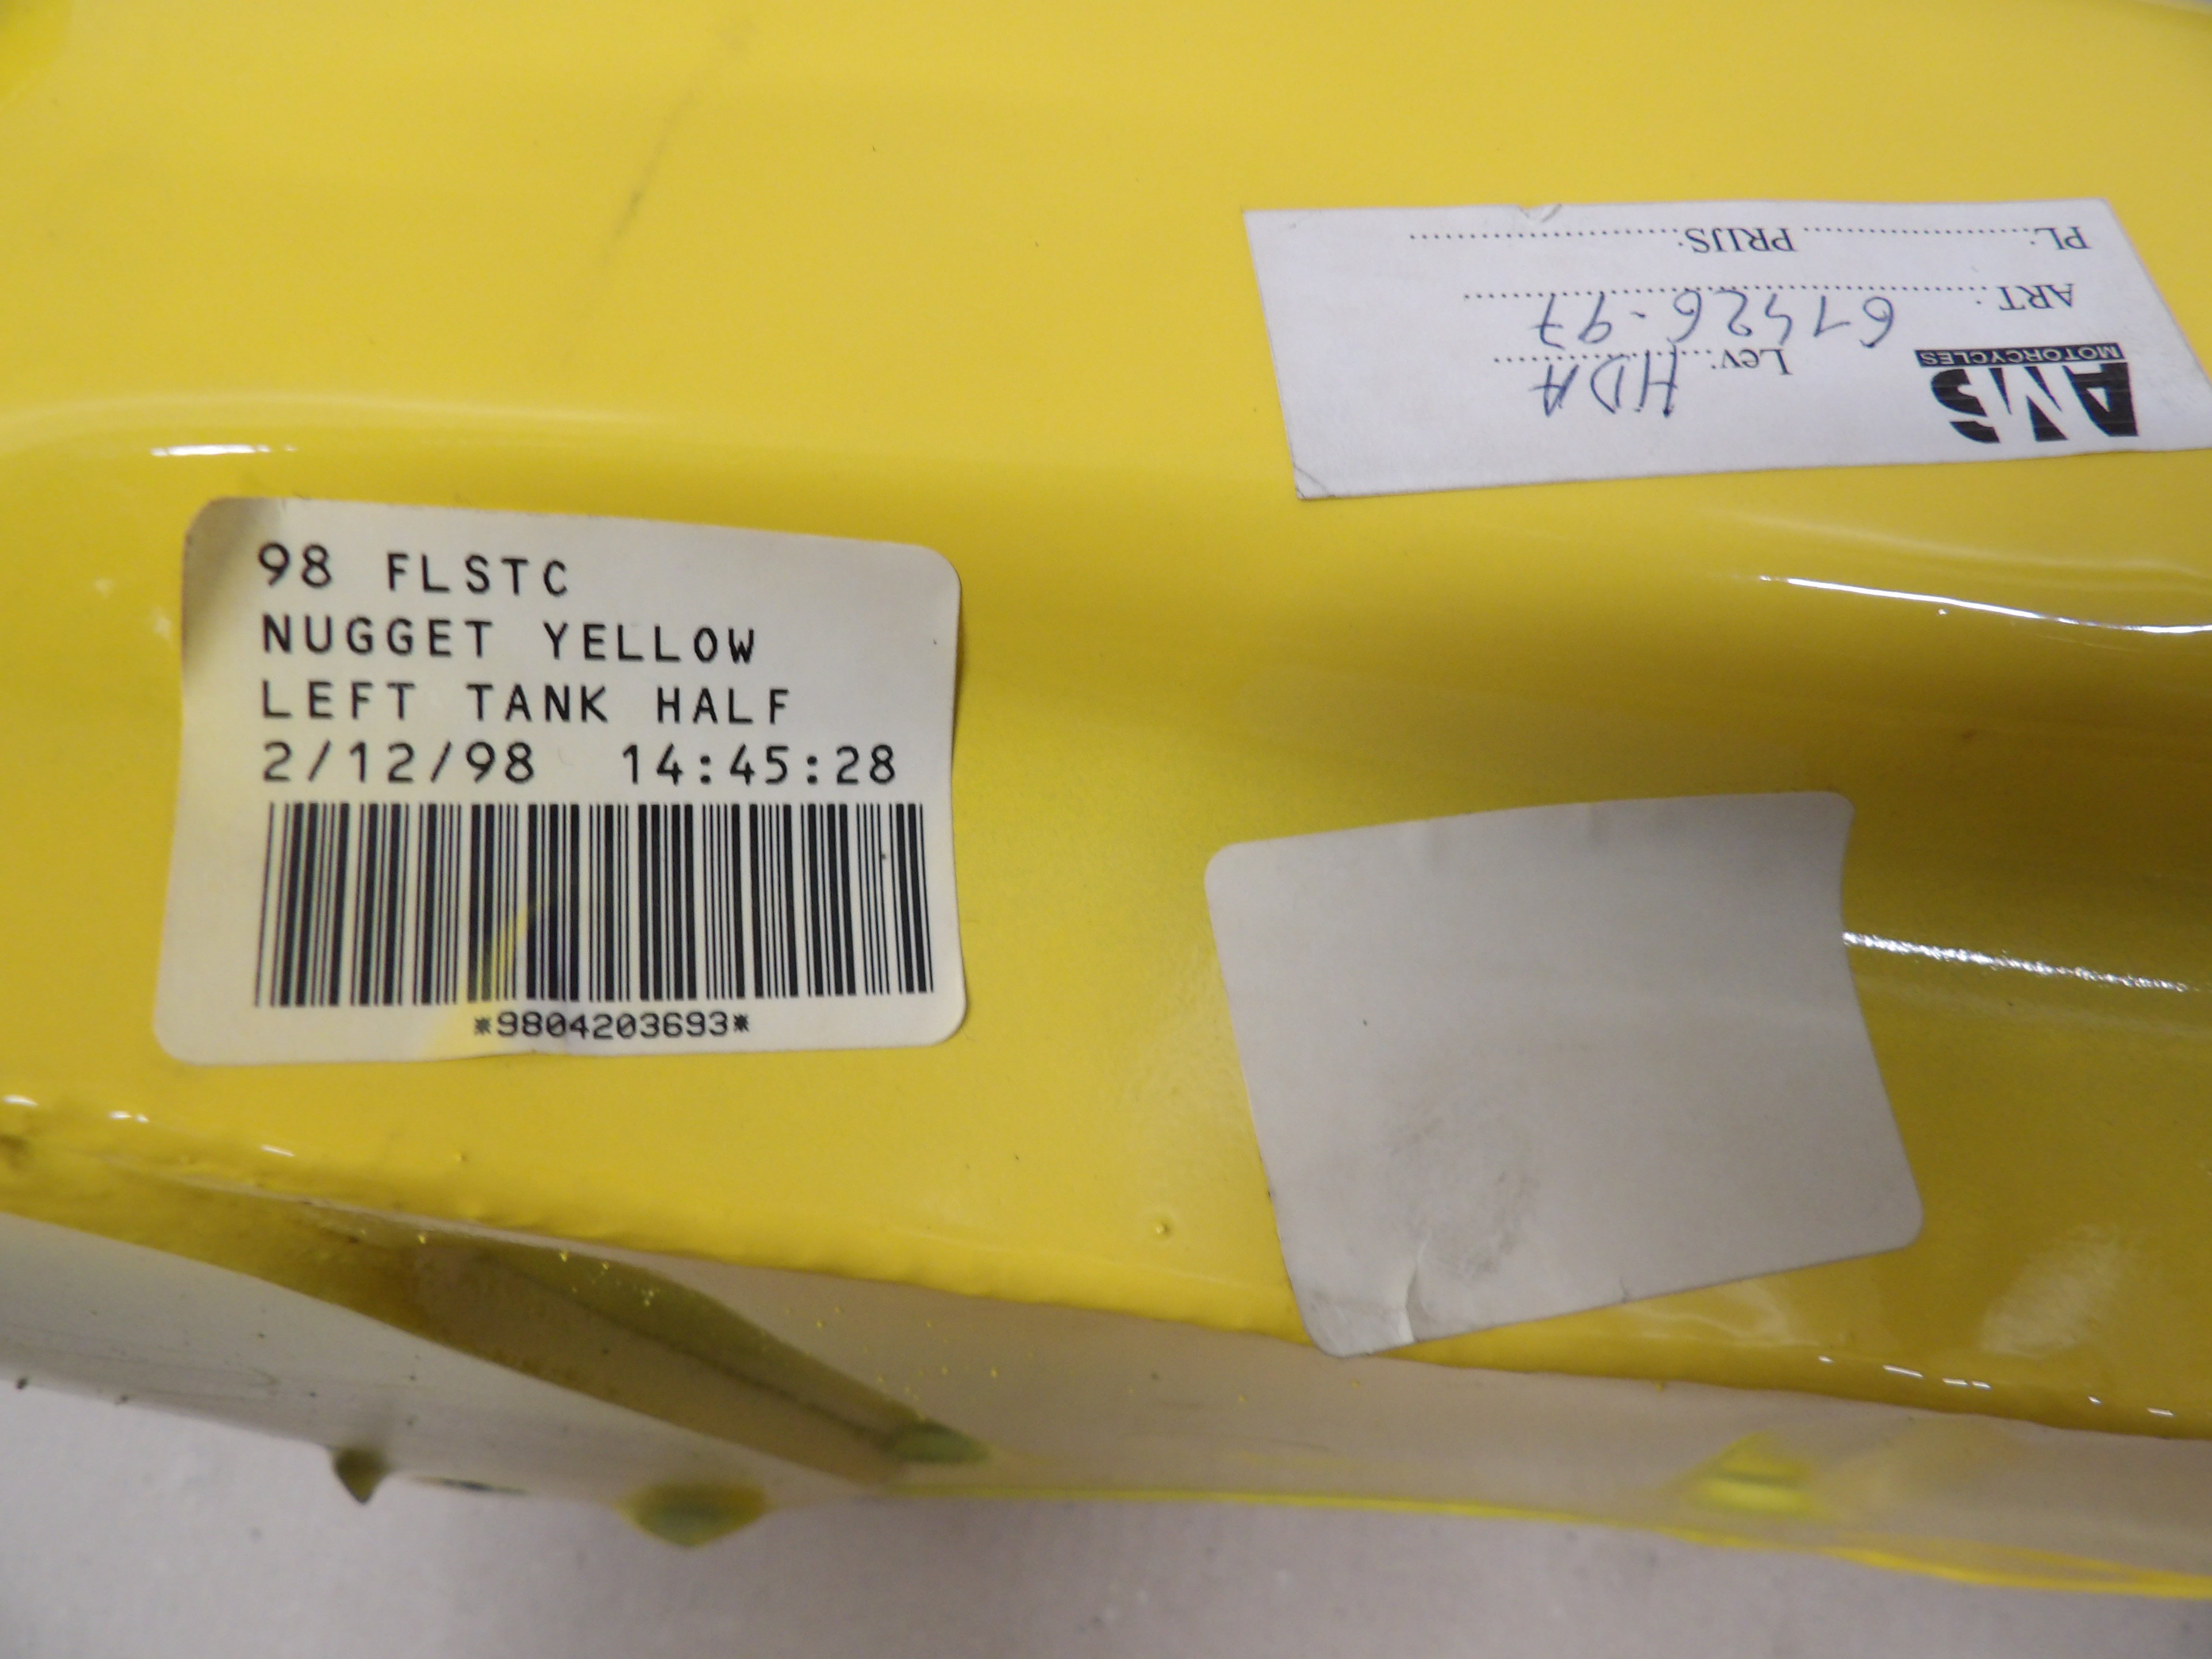 98 FLSTC
NUGGET YELLOW
LEFT TANK HALF
2/12/98 14:45:28
*9804203693*
AMS
MOTORCYCLES
Lev: HDA
ART: 61526-97
PL: PRIJS: